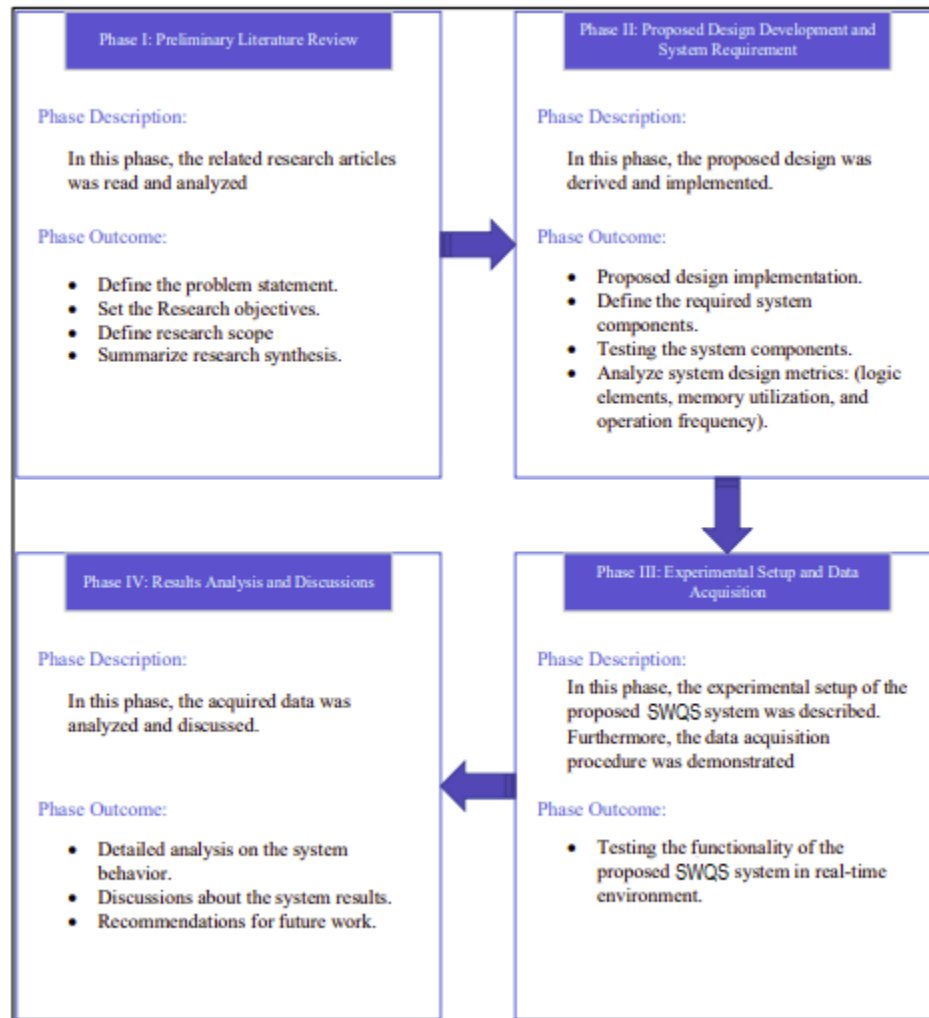 Phase I: Preliminary Literature Review
Phase Description:
In this phase, the related research articles
was read and analyzed
Phase Outcome:
• Define the problem statement.
• Set the Research objectives.
• Define research scope
• Summarize research synthesis.
Phase II: Proposed Design Development and
System Requirement
Phase Description:
In this phase, the proposed design was
derived and implemented.
Phase Outcome:
• Proposed design implementation.
• Define the required system
components.
• Testing the system components.
• Analyze system design metrics: (logic
elements, memory utilization, and
operation frequency).
Phase III: Experimental Setup and Data
Acquisition
Phase Description:
In this phase, the experimental setup of the
proposed SWQS system was described.
Furthermore, the data acquisition
procedure was demonstrated
Phase Outcome:
• Testing the functionality of the
proposed SWQS system in real-time
environment.
Phase IV: Results Analysis and Discussions
Phase Description:
In this phase, the acquired data was
analyzed and discussed.
Phase Outcome:
• Detailed analysis on the system
behavior.
• Discussions about the system results.
• Recommendations for future work.